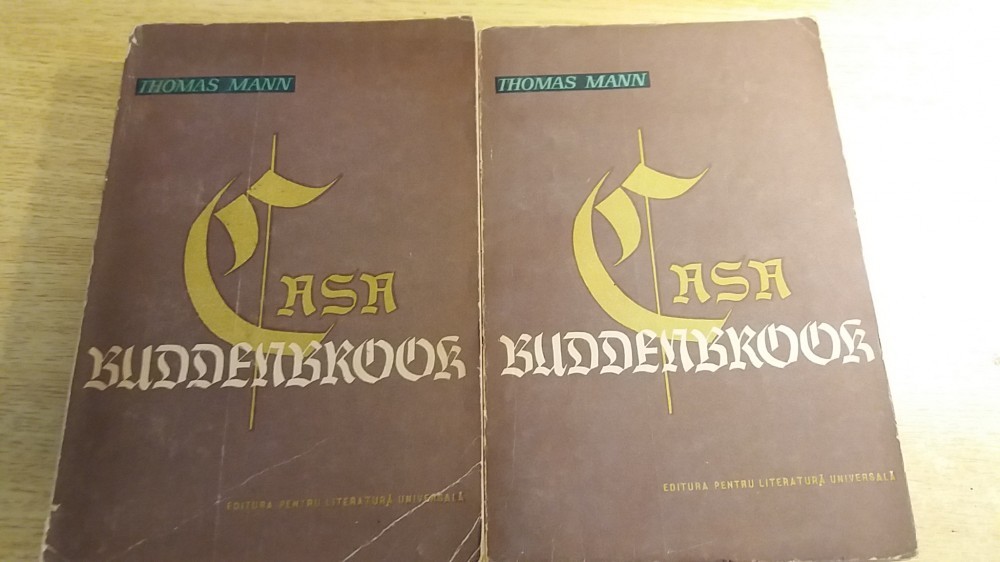 THOMAS MANN
CASA
BUDDENBROOK
EDITURA PENTRU LITERATURĂ UNIVERSALĂ
THOMAS MANN
CASA
BUDDENBROOK
EDITURA PENTRU LITERATURĂ UNIVERSALĂ